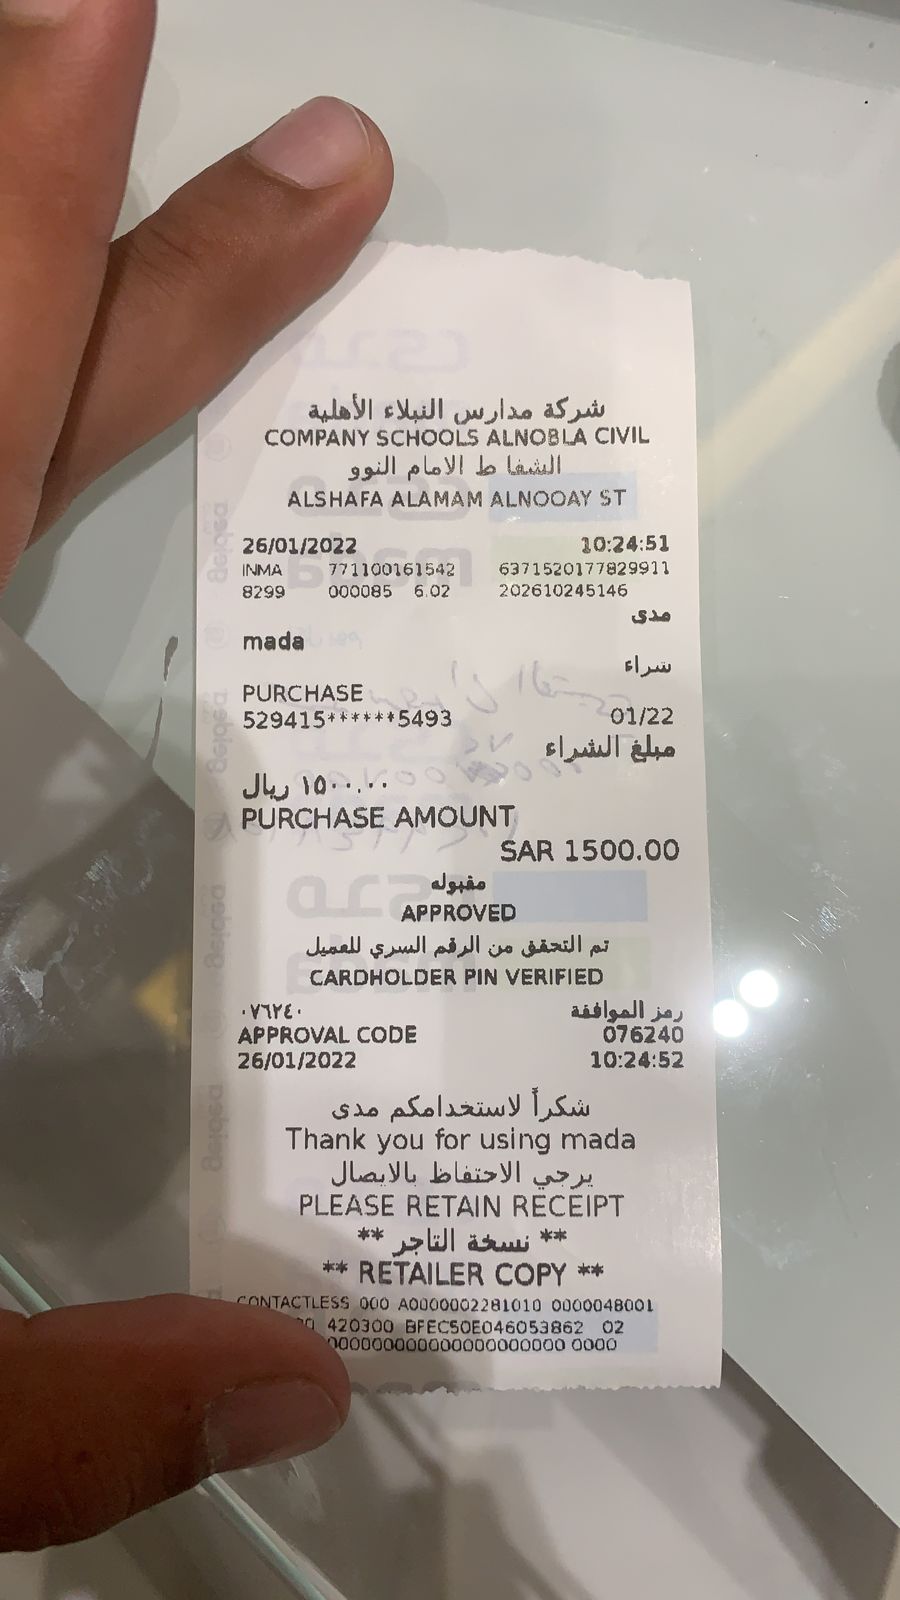 شركة مدارس النبلاء الأهلية
COMPANY SCHOOLS ALNOBLA CIVIL
الشفا ط الامام النوو
ALSHAFA ALAMAM ALNOOAY ST
26/01/2022 10:24:51
INMA 771100161542 6371520177829911
8299 000085 6.02 202610245146
مدى
mada
شراء
PURCHASE
529415******5493 01/22
مبلغ الشراء
١٥٠٠.٠٠ ريال
PURCHASE AMOUNT
SAR 1500.00
مقبوله
APPROVED
تم التحقق من الرقم السري للعميل
CARDHOLDER PIN VERIFIED
رمز الموافقة ٠٧٦٢٤٠
APPROVAL CODE 076240
26/01/2022 10:24:52
شكراً لاستخدامكم مدى
Thank you for using mada
يرجي الاحتفاظ بالايصال
PLEASE RETAIN RECEIPT
** نسخة التاجر **
** RETAILER COPY **
CONTACTLESS 000 A0000002281010 0000048001
420300 BFEC50E046053862 02
0000